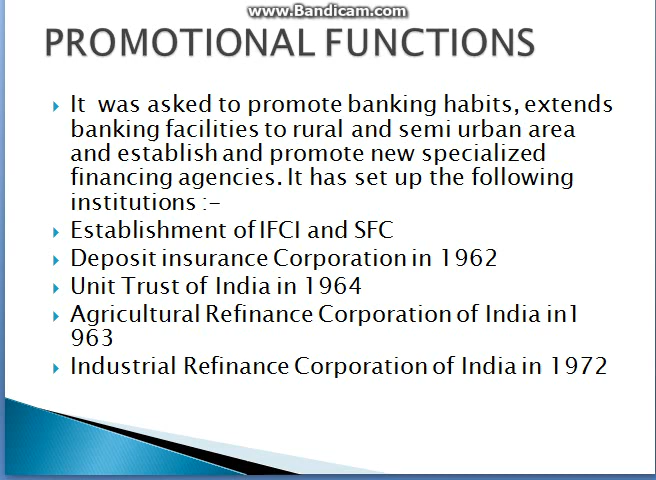 www.Bandicam.com
PROMOTIONAL FUNCTIONS
It was asked to promote banking habits, extends
banking facilities to rural and semi urban area
and establish and promote new specialized
financing agencies. It has set up the following
institutions :-
Establishment of IFCI and SFC
Deposit insurance Corporation in 1962
Unit Trust of India in 1964
Agricultural Refinance Corporation of India in1
963
Industrial Refinance Corporation of India in 1972